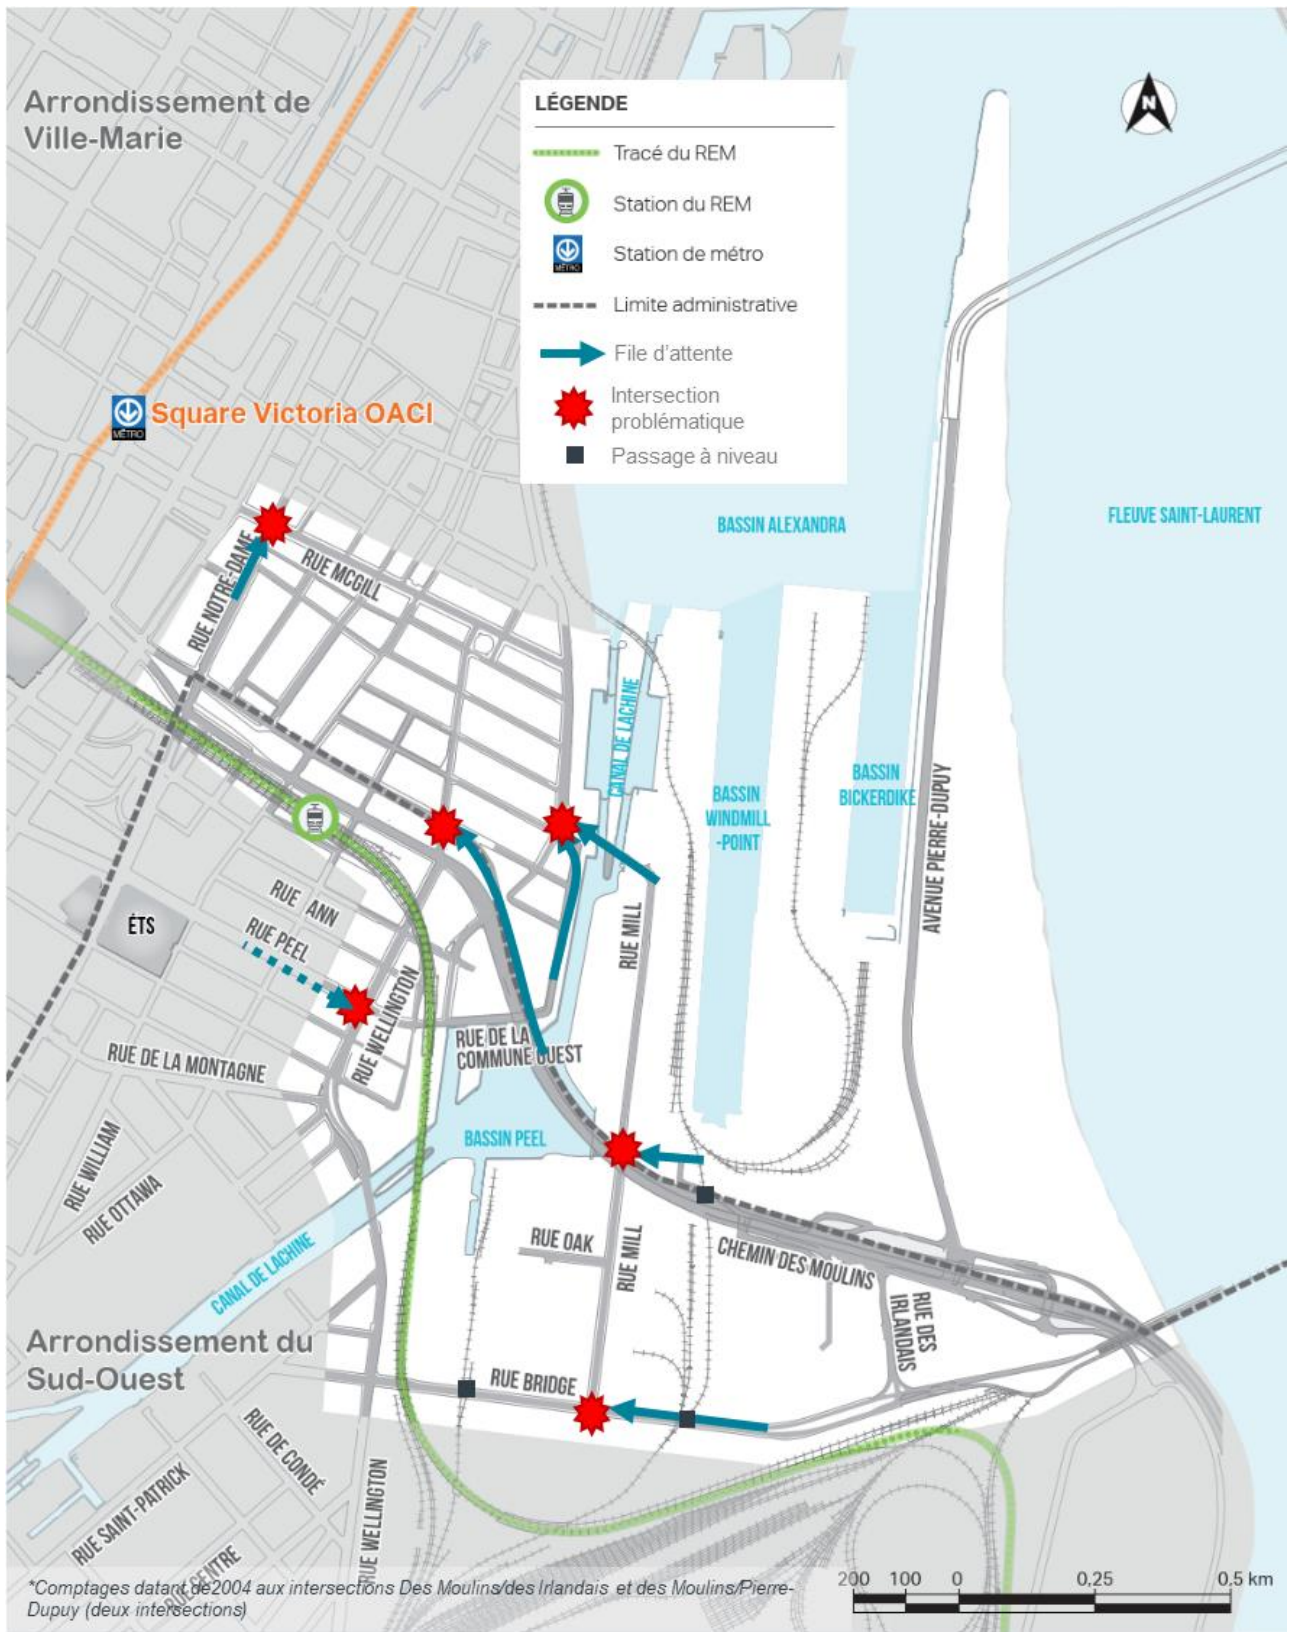 Arrondissement de
Ville-Marie
LÉGENDE
Tracé du REM
Station du REM
MÉTRO
Station de métro
Limite administrative
File d'attente
Intersection
problématique
Passage à niveau
N
MÉTRO
Square Victoria OACI
BASSIN ALEXANDRA
FLEUVE SAINT-LAURENT
RUE NOTRE-DAME
RUE MCGILL
CANAL DE LACHINE
BASSIN
WINDMILL
-POINT
BASSIN
BICKERDIKE
AVENUE PIERRE-DUPUY
RUE ANN
RUE PEEL
ÉTS
RUE MILL
RUE WELLINGTON
RUE DE LA
COMMUNE OUEST
RUE DE LA MONTAGNE
BASSIN PEEL
RUE WILLIAM
RUE OTTAWA
RUE OAK
RUE MILL
CHEMIN DES MOULINS
RUE DES
IRLANDAIS
CANAL DE LACHINE
Arrondissement du
Sud-Ouest
RUE BRIDGE
RUE DE CONDÉ
RUE SAINT-PATRICK
RUE WELLINGTON
RUE CENTRE
*Comptages datant de2004 aux intersections Des Moulins/des Irlandais et des Moulins/Pierre-
Dupuy (deux intersections)
200 100 0 0,25 0.5 km